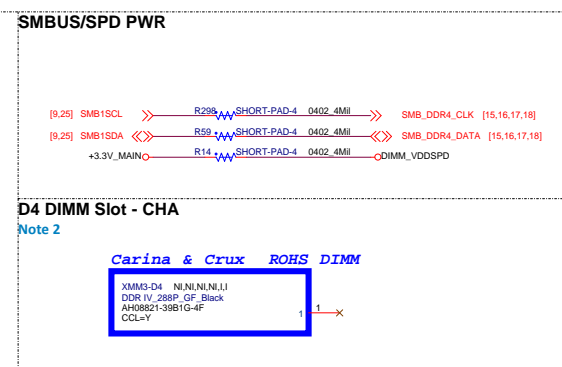 SMBUS/SPD PWR
[9,25] SMB1SCL R298 SHORT-PAD-4 0402_4Mil SMB_DDR4_CLK [15,16,17,18]
[9,25] SMB1SDA R59 SHORT-PAD-4 0402_4Mil SMB_DDR4_DATA [15,16,17,18]
+3.3V_MAIN R14 SHORT-PAD-4 0402_4Mil DIMM_VDDSPD
D4 DIMM Slot - CHA
Note 2
Carina & Crux ROHS DIMM
XMM3-D4 NI,NI,NI,NI,I,I
DDR IV_288P_GF_Black
AH08821-39B1G-4F
CCL=Y
1 1